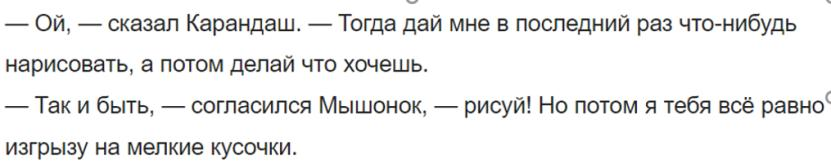 — Ой, — сказал Карандаш. — Тогда дай мне в последний раз что-нибудь
нарисовать, а потом делай что хочешь.
— Так и быть, — согласился Мышонок, — рисуй! Но потом я тебя всё равно
изгрызу на мелкие кусочки.